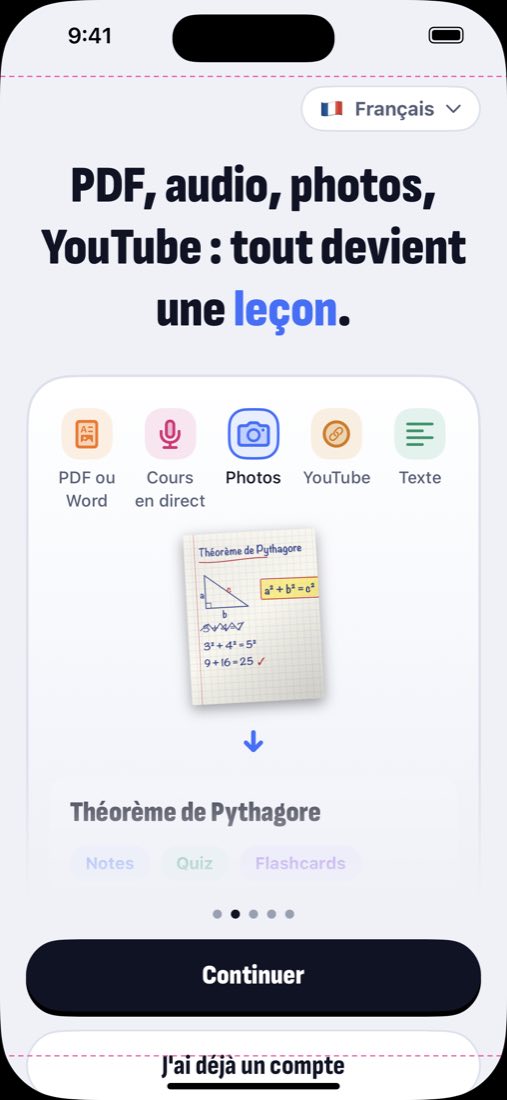 9:41
Français
PDF, audio, photos,
YouTube : tout devient
une leçon.
PDF ou
Word
Cours
en direct
Photos
YouTube
Texte
Théorème de Pythagore
a² + b² = c²
a
c
b
3² + 4² = 5²
9 + 16 = 25 ✓
Théorème de Pythagore
Notes
Quiz
Flashcards
Continuer
J'ai déjà un compte